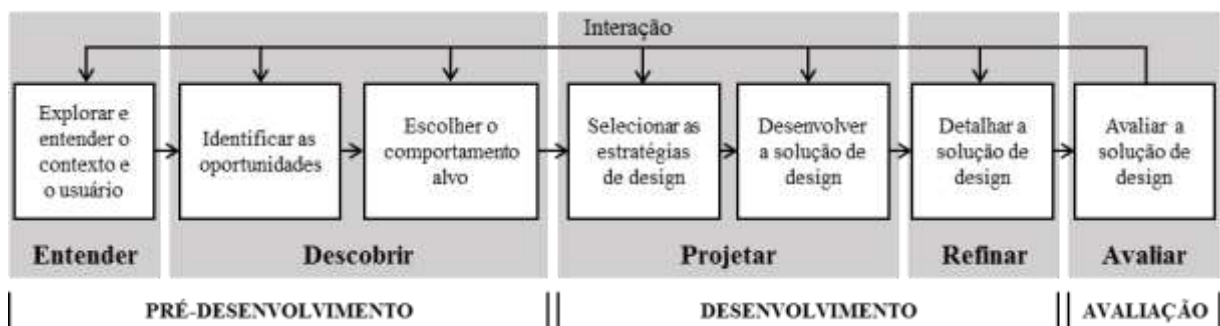 Interação
Explorar e
entender o
contexto e
o usuário
Identificar as
oportunidades
Escolher o
comportamento
alvo
Selecionar as
estratégias
de design
Desenvolver
a solução de
design
Detalhar a
solução de
design
Avaliar a
solução de
design
Entender
Descobrir
Projetar
Refinar
Avaliar
PRÉ-DESENVOLVIMENTO
DESENVOLVIMENTO
AVALIAÇÃO